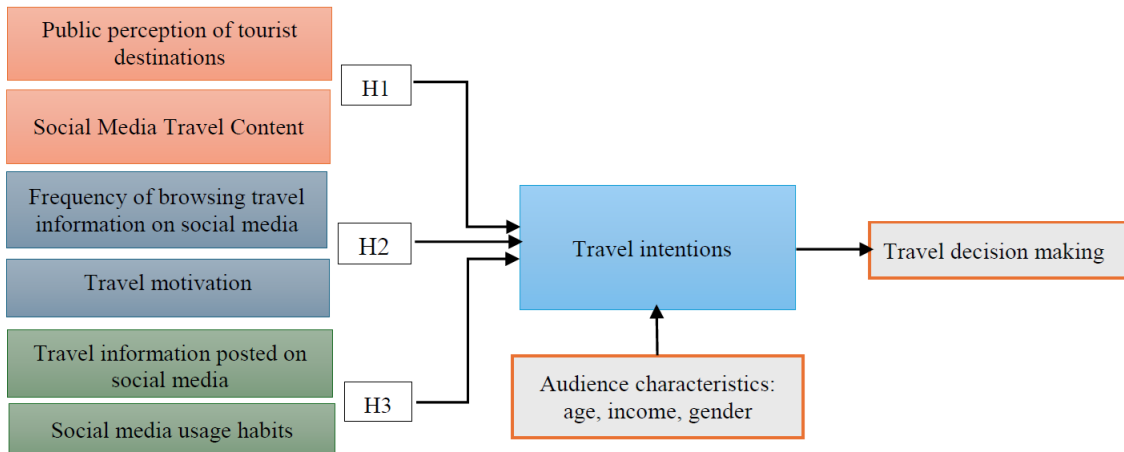 Public perception of tourist
destinations
H1
Social Media Travel Content
Frequency of browsing travel
information on social media
H2
Travel motivation
Travel information posted on
social media
H3
Social media usage habits
Travel intentions
Travel decision making
Audience characteristics:
age, income, gender